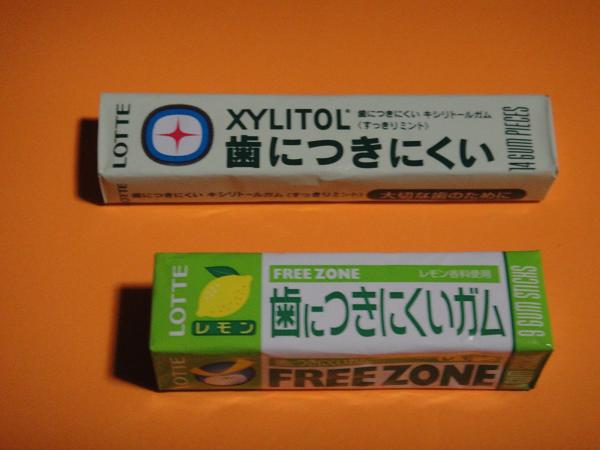 LOTTE
XYLITOL®
歯につきにくい キシリトールガム
〈すっきりミント〉
歯につきにくい
14 GUM PIECES
LOTTE
歯につきにくい キシリトールガム〈すっきりミント〉
大切な歯のために
LOTTE
レモン
FREE ZONE
レモン香料使用
歯につきにくいガム
9 GUM STICKS
LOTTE
レモン
FREE ZONE